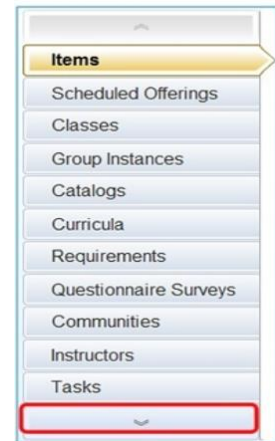 Items
Scheduled Offerings
Classes
Group Instances
Catalogs
Curricula
Requirements
Questionnaire Surveys
Communities
Instructors
Tasks